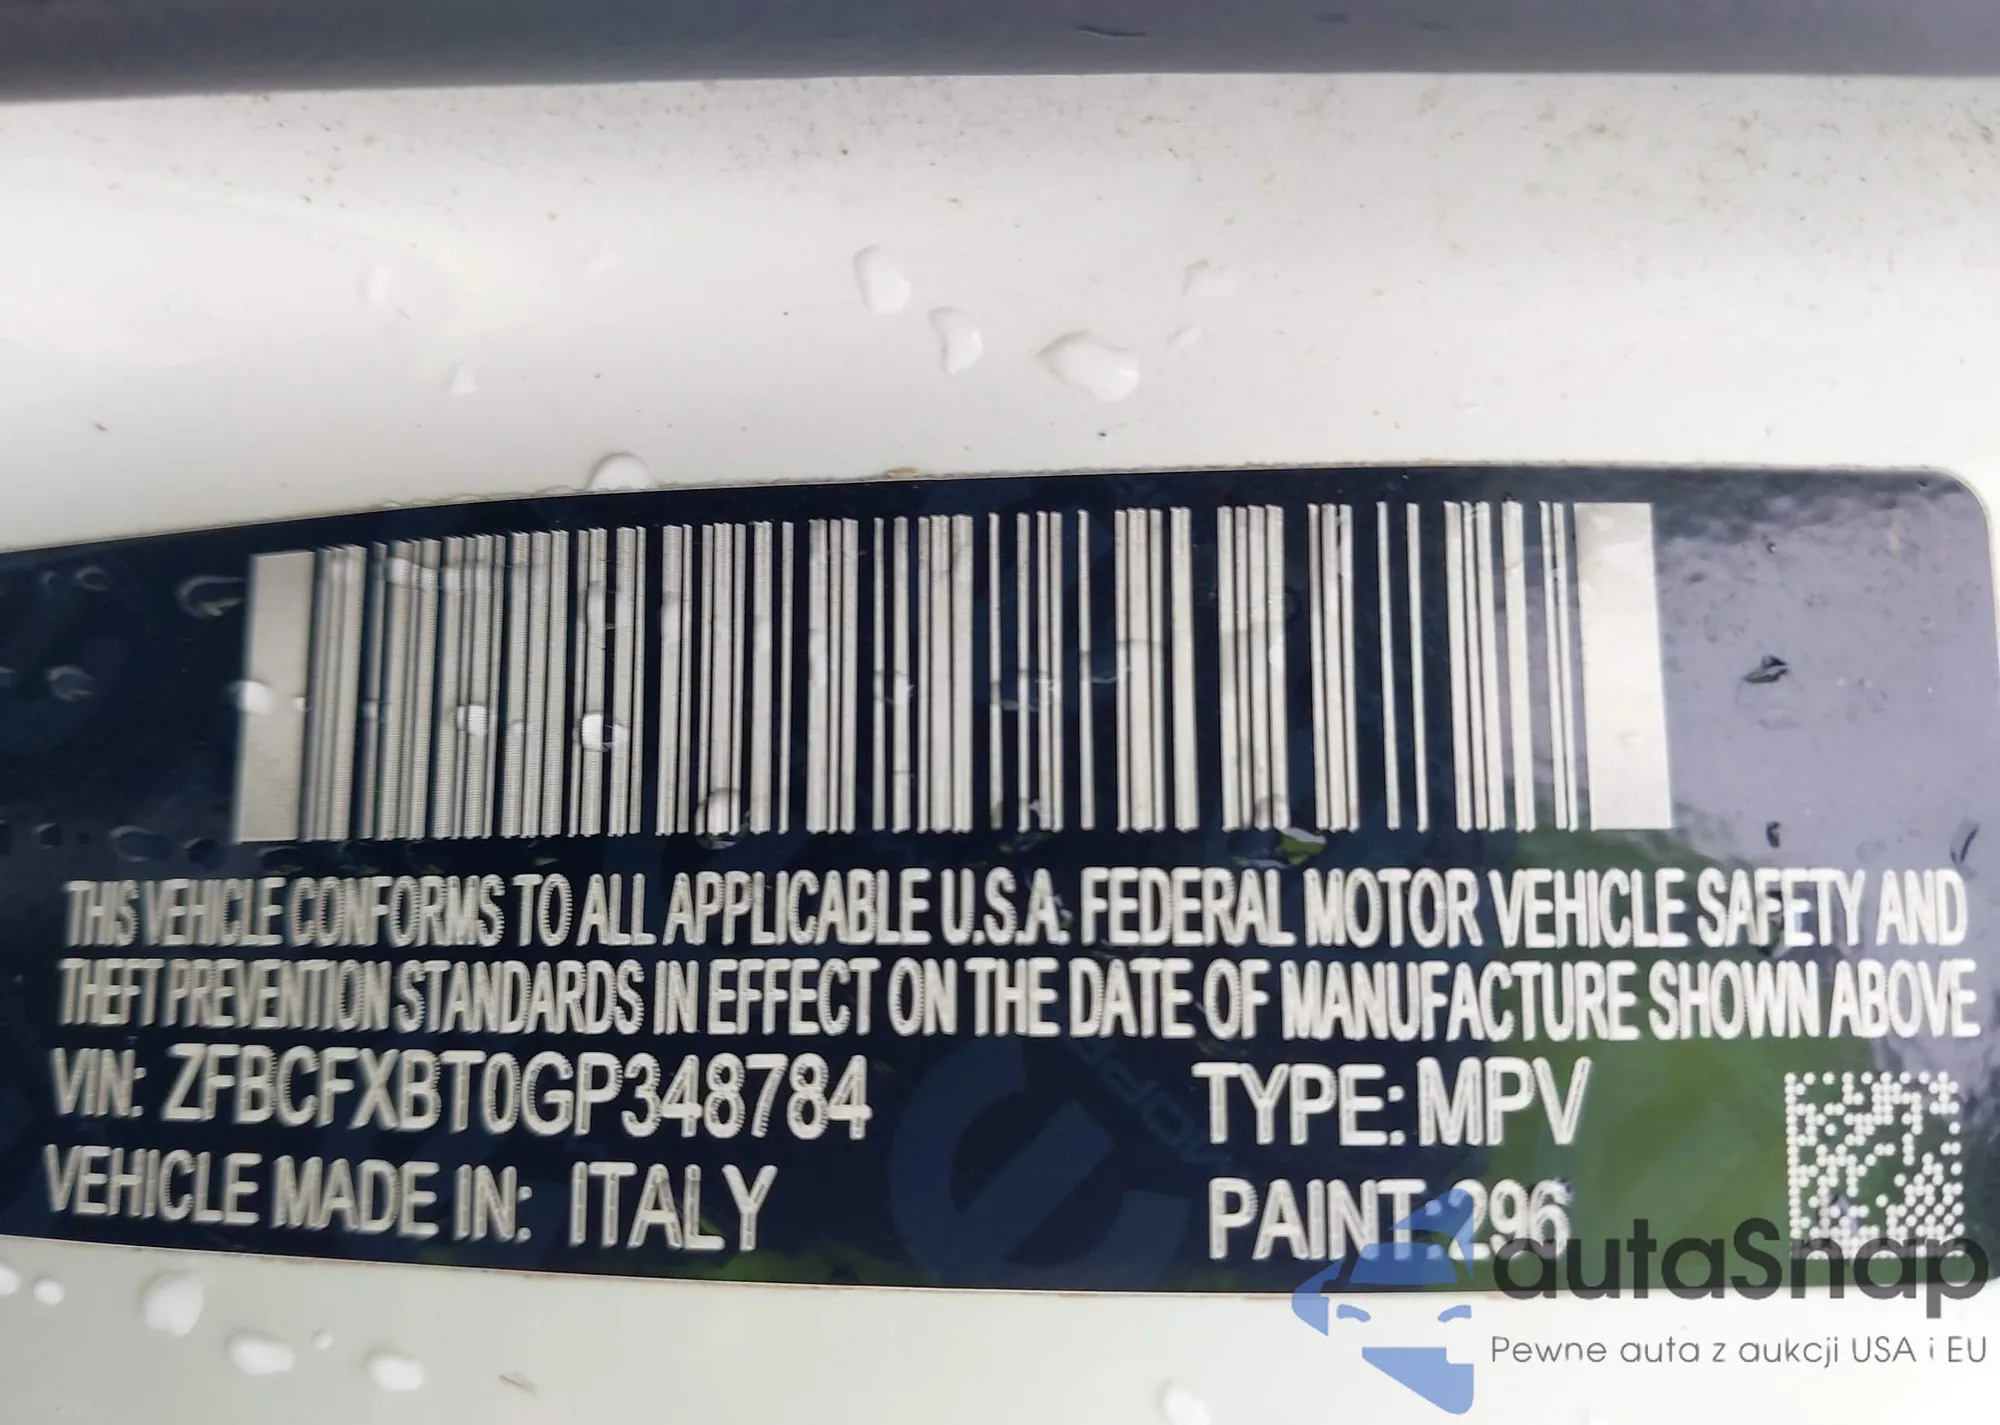 THIS VEHICLE CONFORMS TO ALL APPLICABLE U.S.A. FEDERAL MOTOR VEHICLE SAFETY AND
THEFT PREVENTION STANDARDS IN EFFECT ON THE DATE OF MANUFACTURE SHOWN ABOVE
VIN: ZFBCFXBT0GP348784
TYPE: MPV
VEHICLE MADE IN: ITALY
PAINT: 296
autaSnap
Pewne auta z aukcji USA i EU